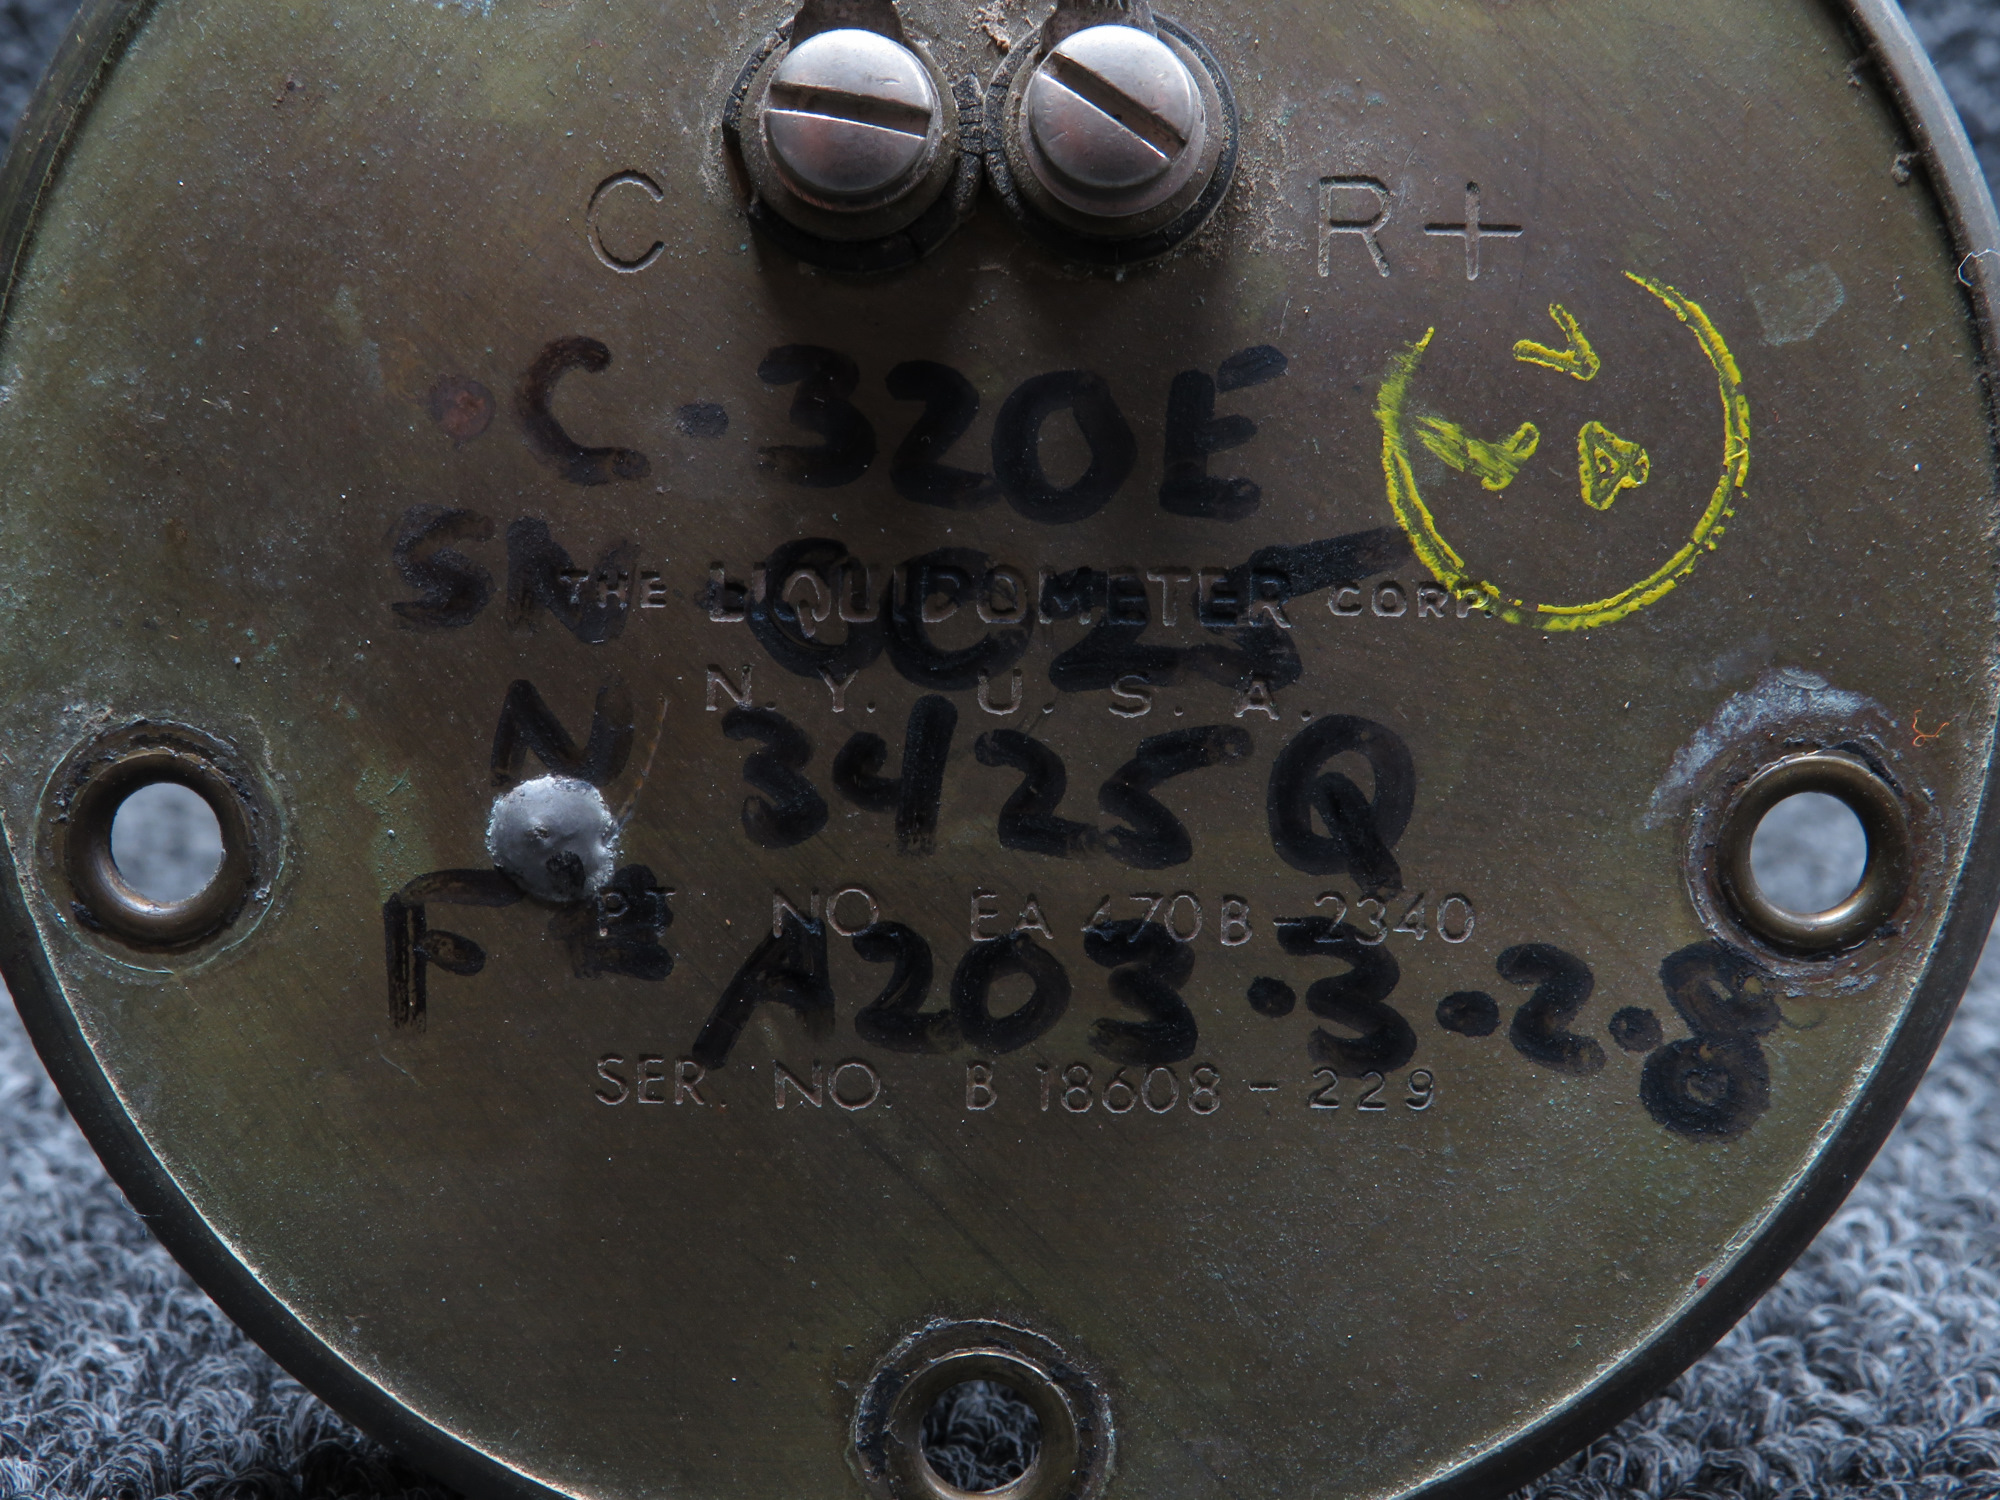 C R+
C-320E
SN 0025
THE LIQUIDOMETER CORP.
N. Y. U. S. A.
N 3425Q
PT. NO. EA 470B-2340
FE A203.3.2.8
SER. NO. B 18608-229